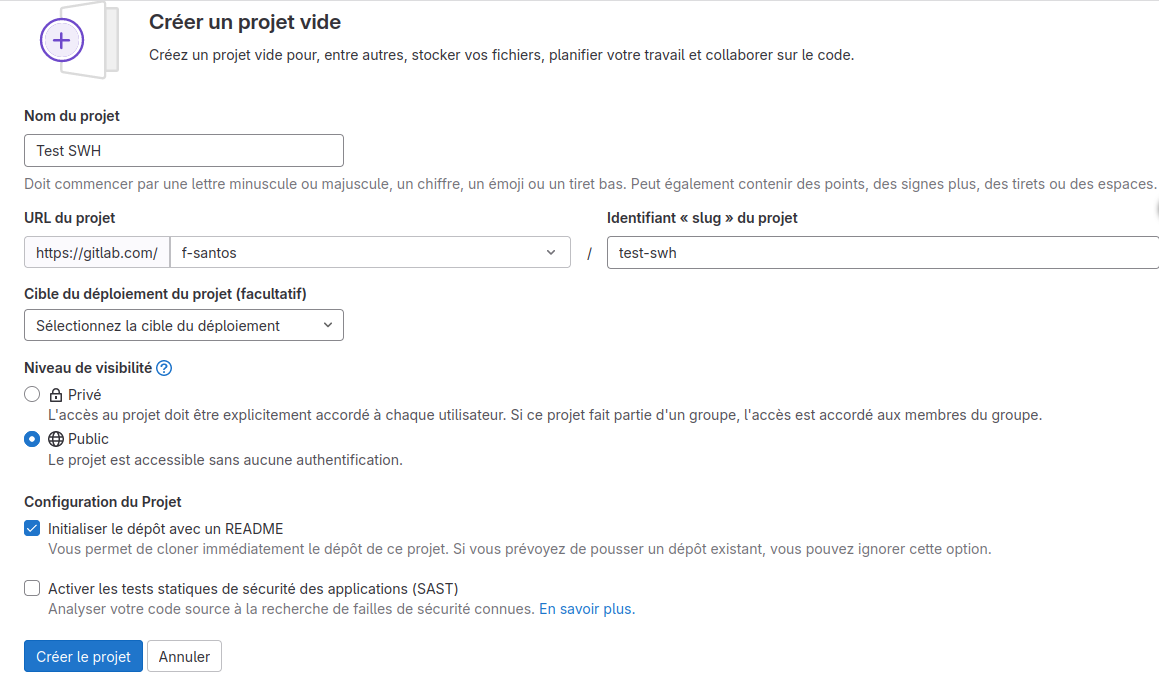 Créer un projet vide
Créez un projet vide pour, entre autres, stocker vos fichiers, planifier votre travail et collaborer sur le code.
Nom du projet
Test SWH
Doit commencer par une lettre minuscule ou majuscule, un chiffre, un émoji ou un tiret bas. Peut également contenir des points, des signes plus, des tirets ou des espaces.
URL du projet
Identifiant « slug » du projet
https://gitlab.com/ f-santos / test-swh
Cible du déploiement du projet (facultatif)
Sélectionnez la cible du déploiement
Niveau de visibilité ?
Privé
L'accès au projet doit être explicitement accordé à chaque utilisateur. Si ce projet fait partie d'un groupe, l'accès est accordé aux membres du groupe.
Public
Le projet est accessible sans aucune authentification.
Configuration du Projet
Initialiser le dépôt avec un README
Vous permet de cloner immédiatement le dépôt de ce projet. Si vous prévoyez de pousser un dépôt existant, vous pouvez ignorer cette option.
Activer les tests statiques de sécurité des applications (SAST)
Analyser votre code source à la recherche de failles de sécurité connues. En savoir plus.
Créer le projet Annuler